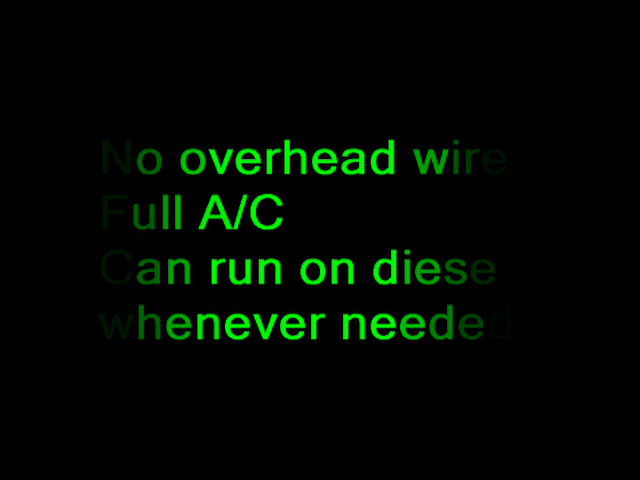 No overhead wire
Full A/C
Can run on diese
whenever needed